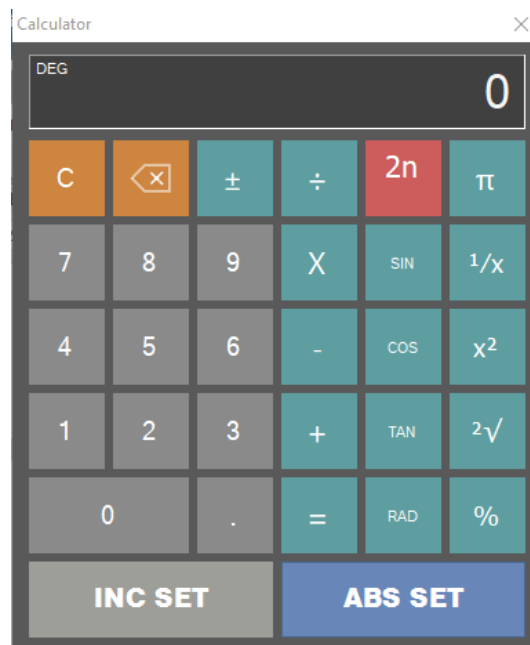 Calculator
DEG
0
C ± ÷ 2n π
7 8 9 X SIN ¹/x
4 5 6 - COS x²
1 2 3 + TAN ²√
0 . = RAD %
INC SET ABS SET